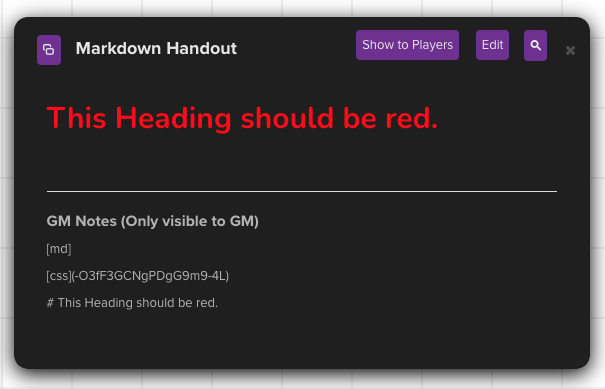 Markdown Handout
Show to Players
Edit
This Heading should be red.
GM Notes (Only visible to GM)
[md]
[css](-O3fF3GCNgPDgG9m9-4L)
# This Heading should be red.